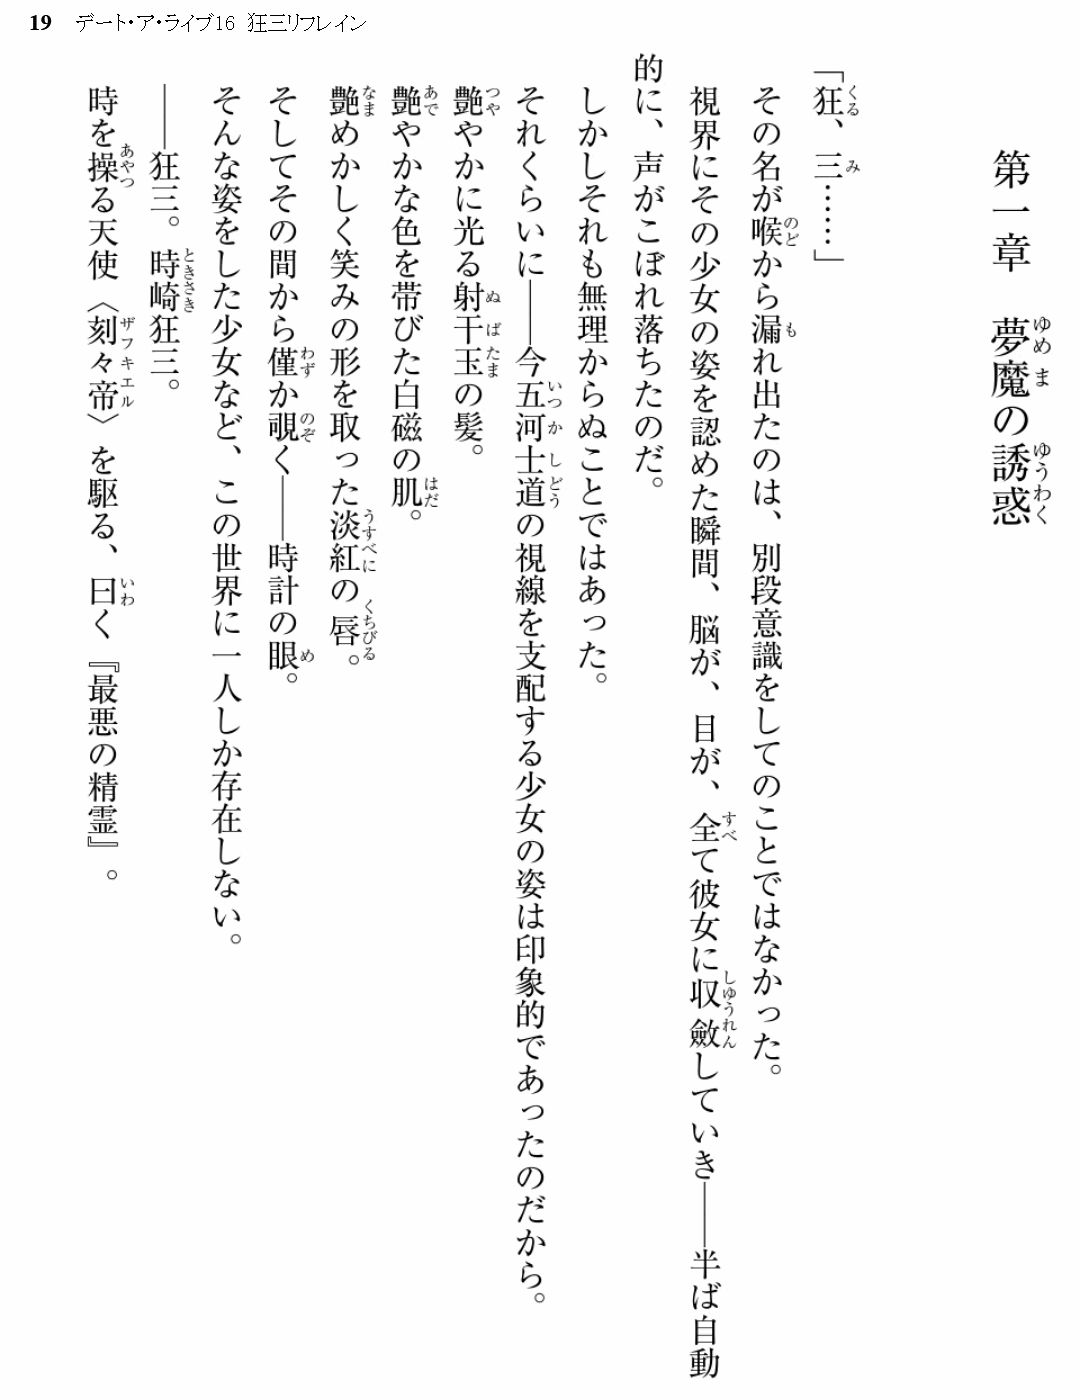 19 デート・ア・ライブ16 狂三リフレイン
第一章 夢魔の誘惑
「狂、三……」
その名が喉から漏れ出たのは、別段意識をしてのことではなかった。
視界にその少女の姿を認めた瞬間、脳が、目が、全て彼女に収斂していき――半ば自動
的に、声がこぼれ落ちたのだ。
しかしそれも無理からぬことではあった。
それくらいに――今五河士道の視線を支配する少女の姿は印象的であったのだから。
艶やかに光る射干玉の髪。
艶やかな色を帯びた白磁の肌。
艶めかしく笑みの形を取った淡紅の唇。
そしてその間から僅か覗く――時計の眼。
そんな姿をした少女など、この世界に一人しか存在しない。
――狂三。時崎狂三。
時を操る天使〈刻々帝〉を駆る、曰く『最悪の精霊』。